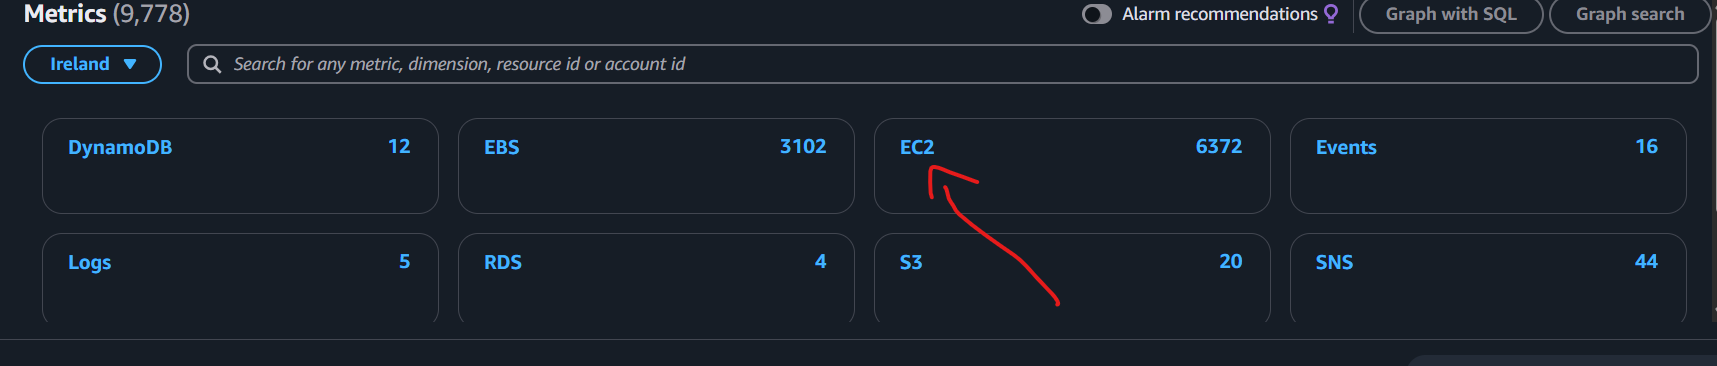 Metrics (9,778)
Alarm recommendations
Graph with SQL
Graph search
Ireland
Search for any metric, dimension, resource id or account id
DynamoDB 12
EBS 3102
EC2 6372
Events 16
Logs 5
RDS 4
S3 20
SNS 44